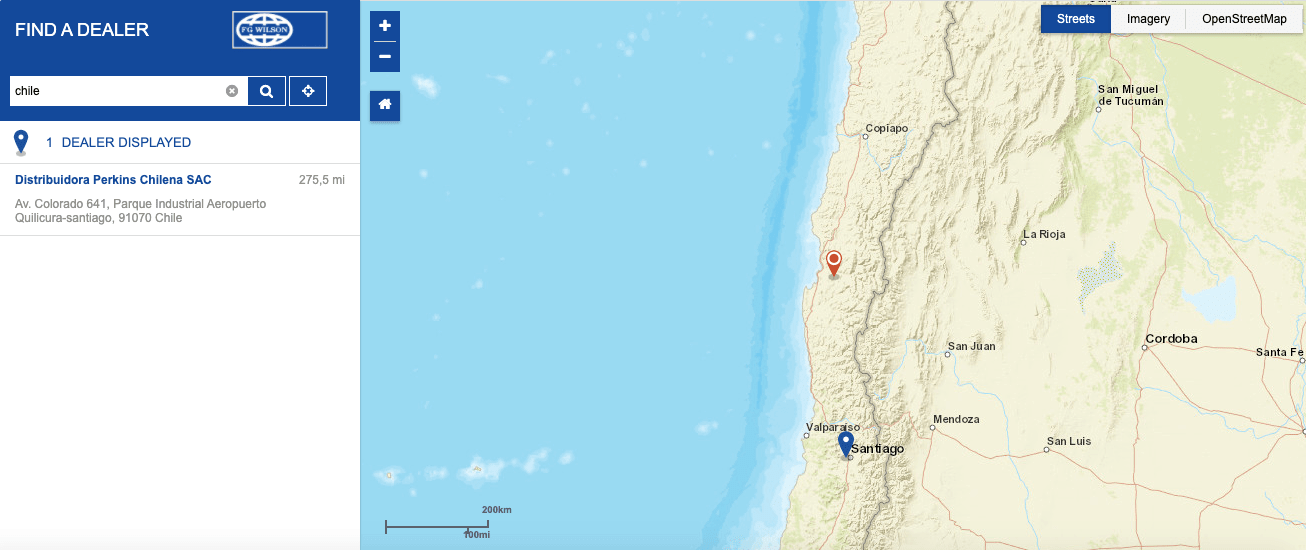 FIND A DEALER
FG WILSON
chile
1 DEALER DISPLAYED
Distribuidora Perkins Chilena SAC
275,5 mi
Av. Colorado 641, Parque Industrial Aeropuerto
Quilicura-santiago, 91070 Chile
+
−
Streets
Imagery
OpenStreetMap
San Miguel
de Tucumán
Copiapo
La Rioja
San Juan
Cordoba
Santa Fe
Mendoza
Valparaíso
Santiago
San Luis
200km
100mi